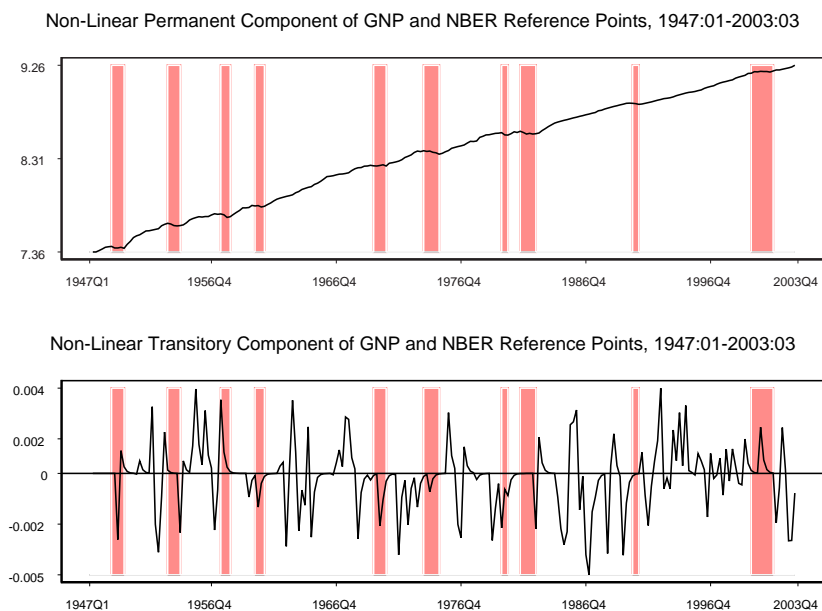 Non-Linear Permanent Component of GNP and NBER Reference Points, 1947:01-2003:03
9.26
8.31
7.36
1947Q1 1956Q4 1966Q4 1976Q4 1986Q4 1996Q4 2003Q4
Non-Linear Transitory Component of GNP and NBER Reference Points, 1947:01-2003:03
0.004
0.002
0
-0.002
-0.005
1947Q1 1956Q4 1966Q4 1976Q4 1986Q4 1996Q4 2003Q4